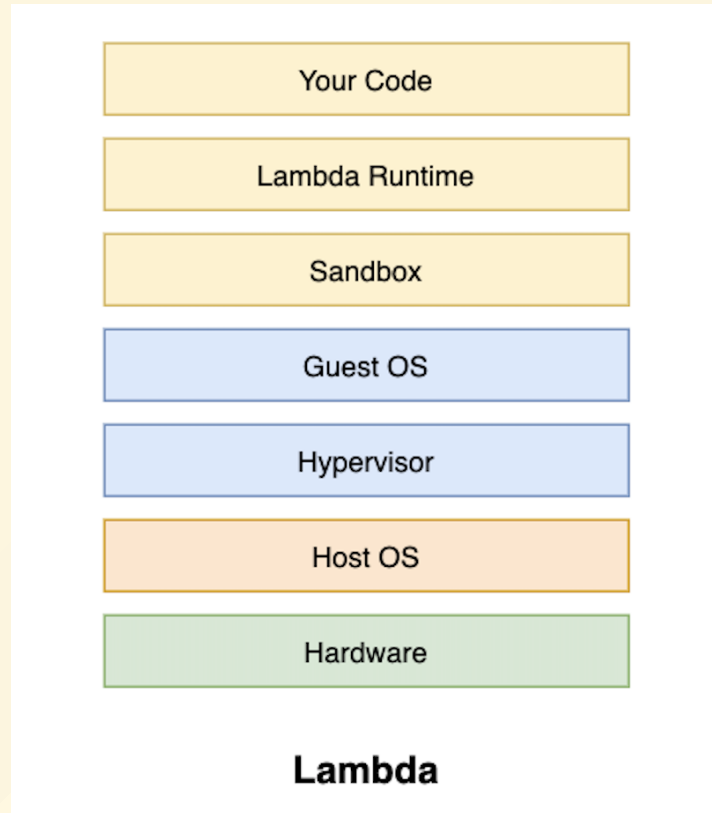 Your Code
Lambda Runtime
Sandbox
Guest OS
Hypervisor
Host OS
Hardware
Lambda